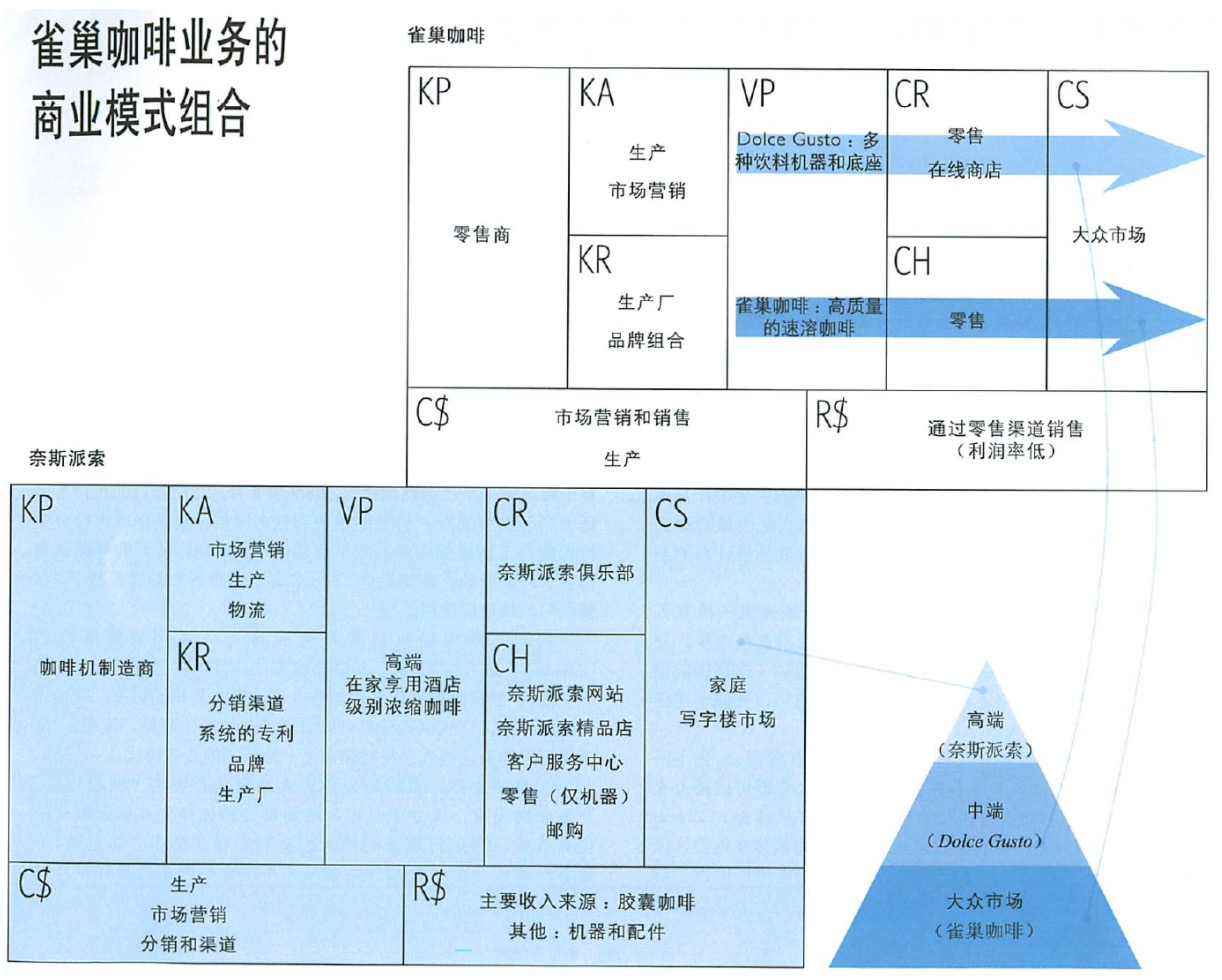 雀巢咖啡业务的
商业模式组合
雀巢咖啡
KP
零售商
KA
生产
市场营销
KR
生产厂
品牌组合
VP
Dolce Gusto：多
种饮料机器和底座
雀巢咖啡：高质量
的速溶咖啡
CR
零售
在线商店
CH
零售
CS
大众市场
C$
市场营销和销售
生产
R$
通过零售渠道销售
（利润率低）
奈斯派索
KP
咖啡机制造商
KA
市场营销
生产
物流
KR
分销渠道
系统的专利
品牌
生产厂
VP
高端
在家享用酒店
级别浓缩咖啡
CR
奈斯派索俱乐部
CH
奈斯派索网站
奈斯派索精品店
客户服务中心
零售（仅机器）
邮购
CS
家庭
写字楼市场
C$
生产
市场营销
分销和渠道
R$
主要收入来源：胶囊咖啡
其他：机器和配件
高端
（奈斯派索）
中端
（Dolce Gusto）
大众市场
（雀巢咖啡）